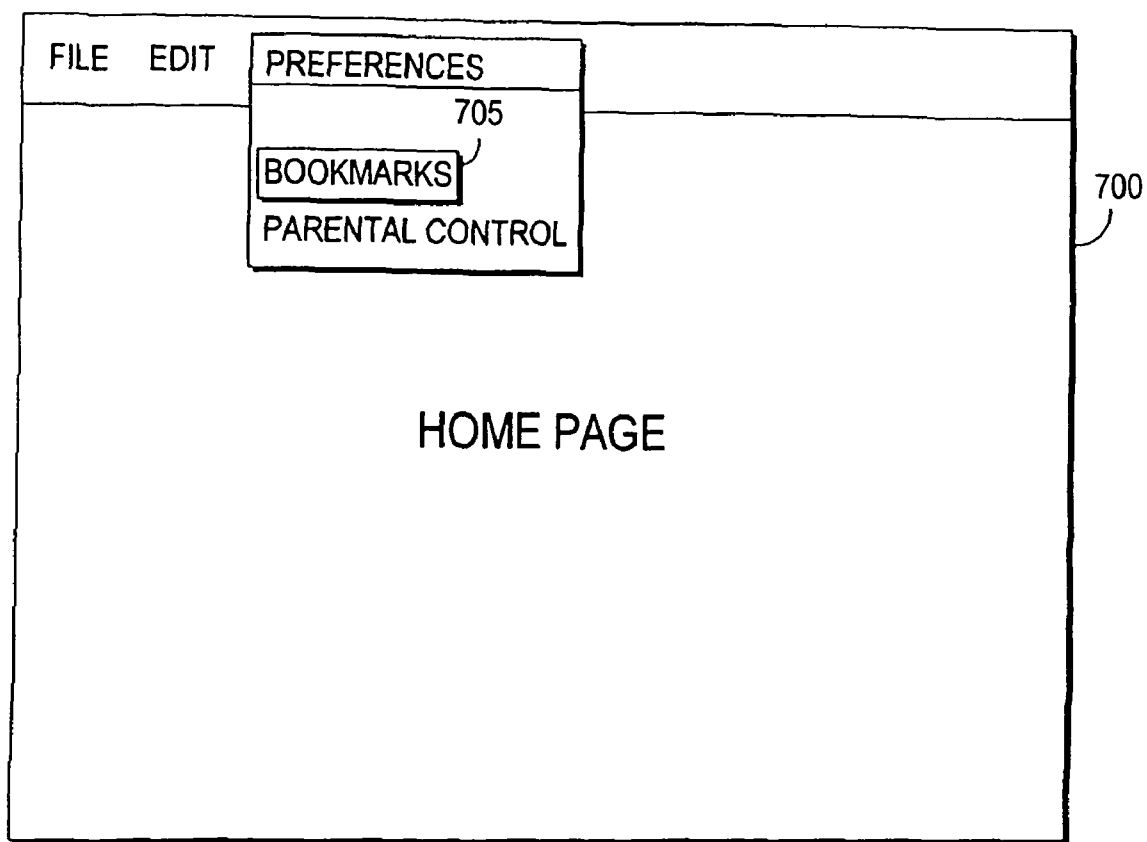 FILE EDIT PREFERENCES
705
BOOKMARKS
700
PARENTAL CONTROL
HOME PAGE